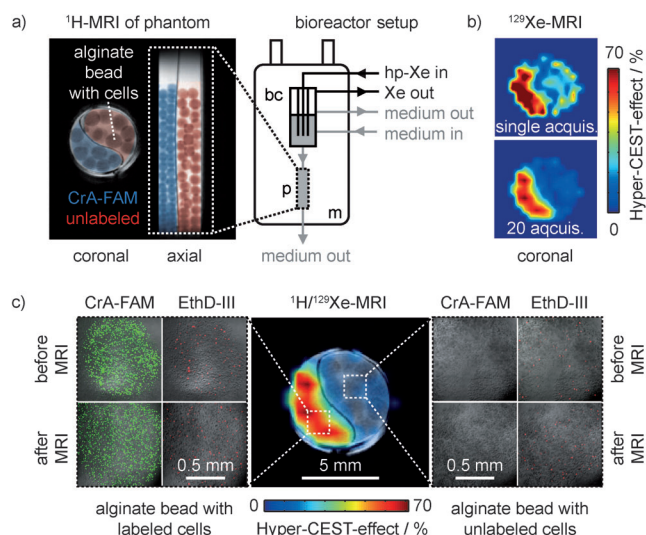 a)
¹H-MRI of phantom
bioreactor setup
b)
¹²⁹Xe-MRI
alginate
bead
with cells
CrA-FAM
unlabeled
coronal
axial
hp-Xe in
Xe out
medium out
medium in
bc
p
m
medium out
single acquis.
20 aqcuis.
coronal
70
0
Hyper-CEST-effect / %
c)
CrA-FAM
EthD-III
¹H/¹²⁹Xe-MRI
CrA-FAM
EthD-III
before
MRI
after
MRI
0.5 mm
5 mm
0.5 mm
before
MRI
after
MRI
alginate bead with
labeled cells
0
70
Hyper-CEST-effect / %
alginate bead with
unlabeled cells